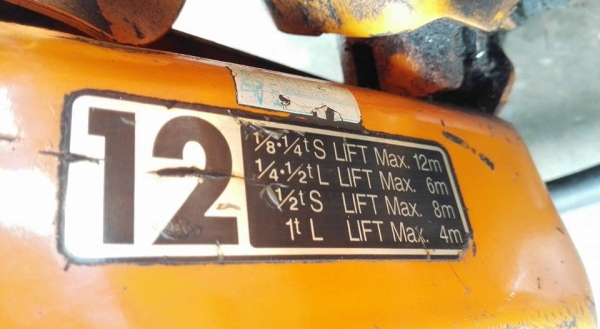 12
1/8·1/4t S LIFT Max. 12m
1/4·1/2t L LIFT Max. 6m
1/2t S LIFT Max. 8m
1t L LIFT Max. 4m